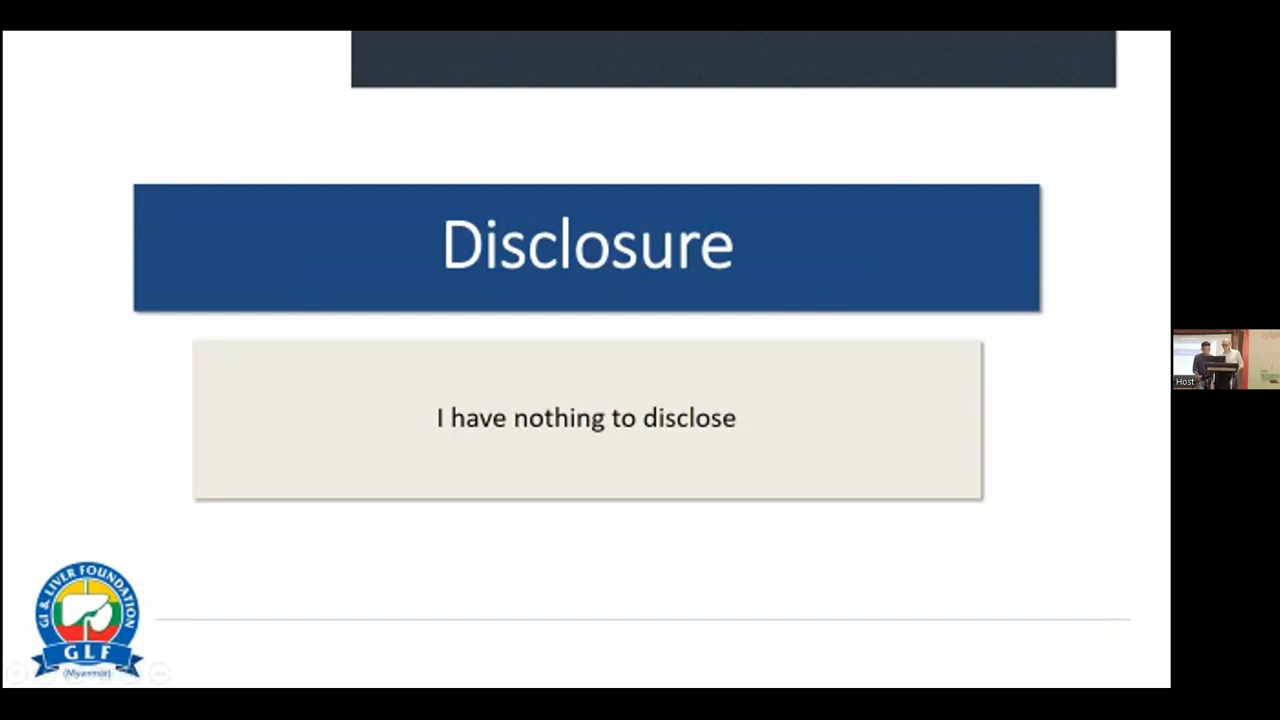 Disclosure
I have nothing to disclose
GI & LIVER FOUNDATION
GLF
(Myanmar)
Host